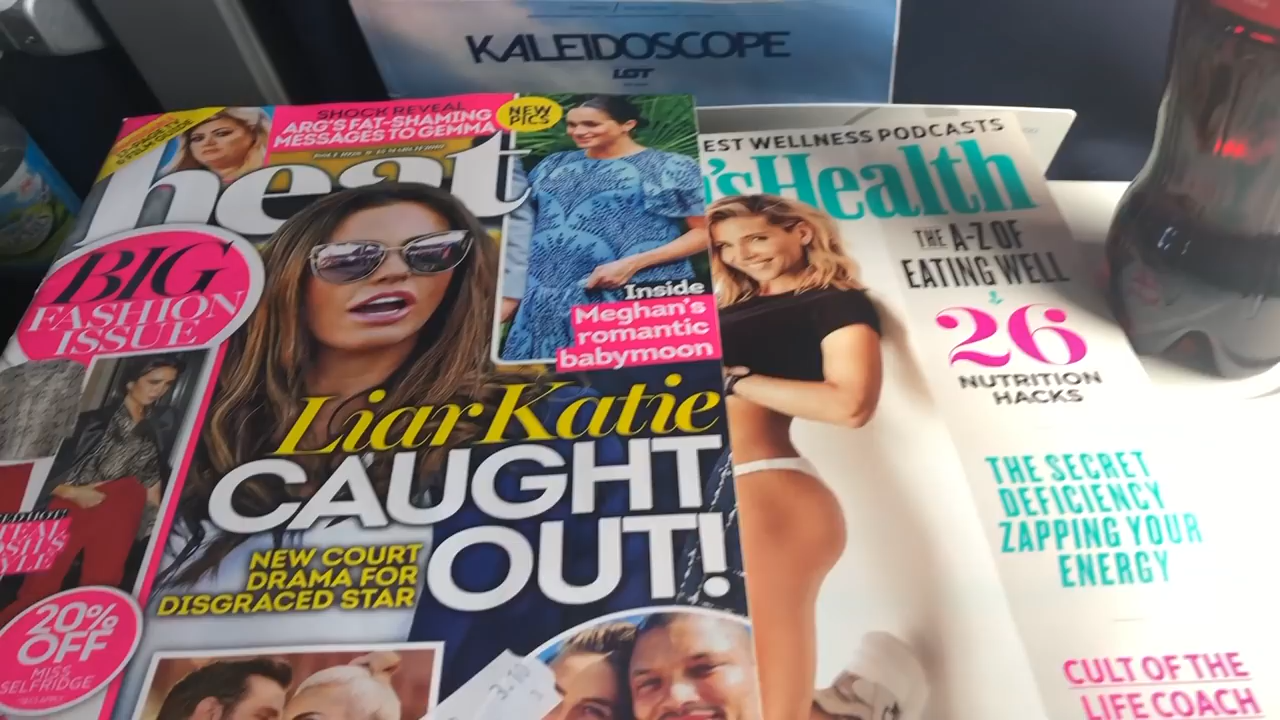 KALEIDOSCOPE
LOT
SHOCK REVEAL
ARG'S FAT-SHAMING
MESSAGES TO GEMMA
NEW
PICS
heat
BIG
FASHION
ISSUE
Inside
Meghan's
romantic
babymoon
Liar Katie
CAUGHT
OUT!
NEW COURT
DRAMA FOR
DISGRACED STAR
20%
OFF
MISS
SELFRIDGE
EST WELLNESS PODCASTS
's Health
THE A-Z OF
EATING WELL
26
NUTRITION
HACKS
THE SECRET
DEFICIENCY
ZAPPING YOUR
ENERGY
CULT OF THE
LIFE COACH